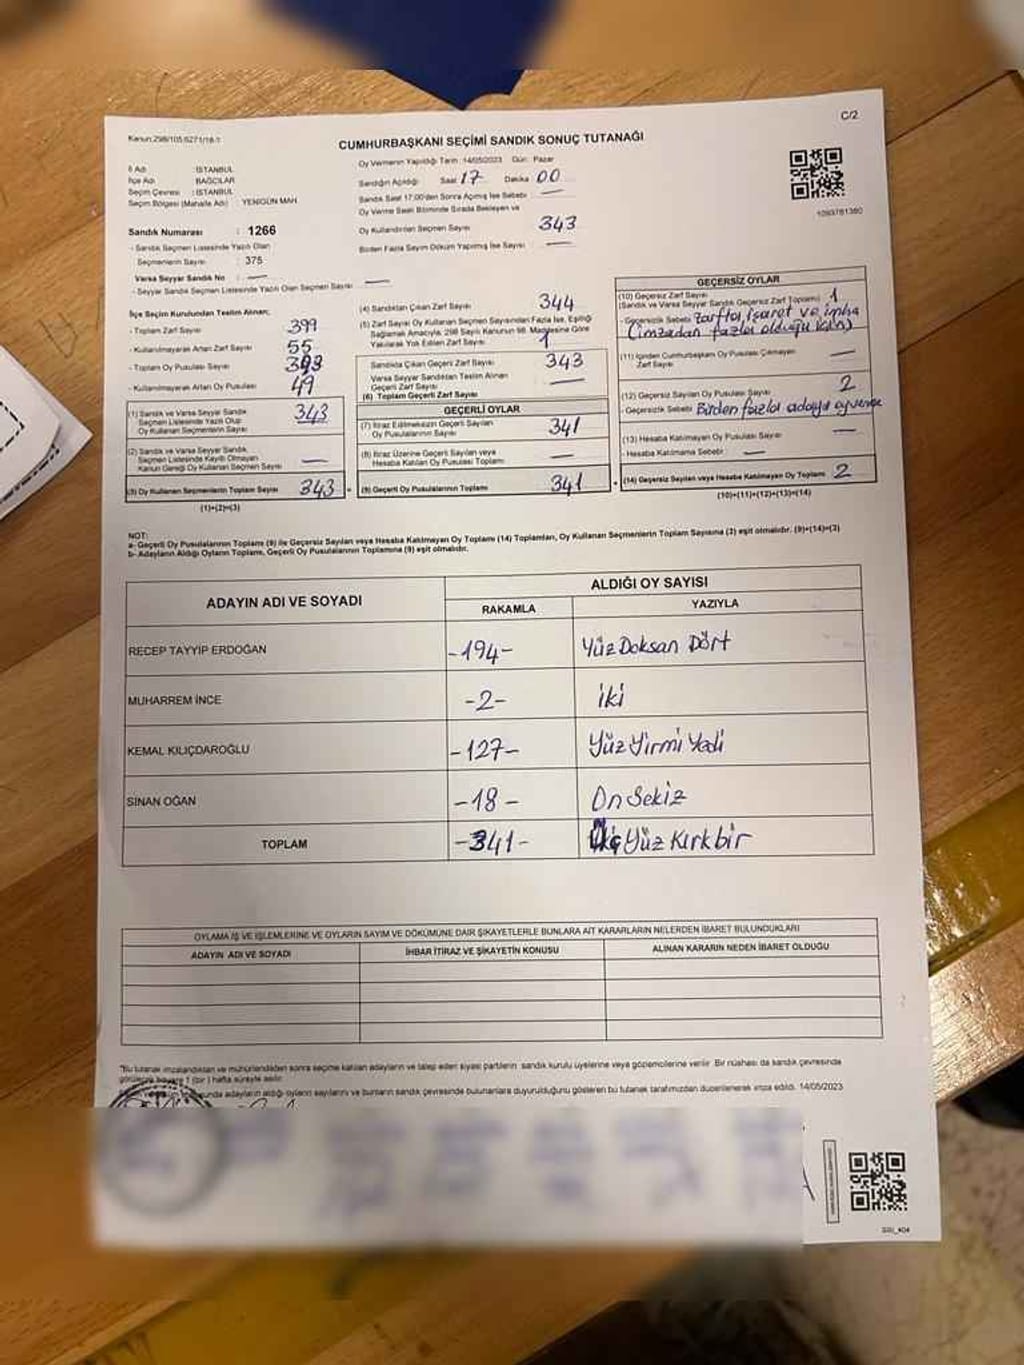 Kanun:298/105,6271/16-1
C/2
CUMHURBAŞKANI SEÇİMİ SANDIK SONUÇ TUTANAĞI
İl Adı : İSTANBUL
İlçe Adı : BAĞCILAR
Seçim Çevresi : İSTANBUL
Seçim Bölgesi (Mahalle Adı) : YENİGÜN MAH
Oy Vermenin Yapıldığı Tarih :14/05/2023 Gün: Pazar
Sandığın Açıldığı Saat 17 Dakika 00
Sandık Saat 17:00'den Sonra Açılmış İse Sebebi : —
Oy Verme Saati Bitiminde Sırada Bekleyen ve
Oy Kullandırılan Seçmen Sayısı 343
Birden Fazla Sayım Döküm Yapılmış İse Sayısı : —
1093781380
Sandık Numarası : 1266
- Sandık Seçmen Listesinde Yazılı Olan
Seçmenlerin Sayısı : 375
Varsa Seyyar Sandık No : —
- Seyyar Sandık Seçmen Listesinde Yazılı Olan Seçmen Sayısı : —
İlçe Seçim Kurulundan Teslim Alınan;
- Toplam Zarf Sayısı 399
- Kullanılmayarak Artan Zarf Sayısı 55
- Toplam Oy Pusulası Sayısı
- Kullanılmayarak Artan Oy Pusulası 49
(1) Sandık ve Varsa Seyyar Sandık
Seçmen Listesinde Yazılı Olup
Oy Kullanan Seçmenlerin Sayısı 343
(2) Sandık ve Varsa Seyyar Sandık
Seçmen Listesinde Kayıtlı Olmayan
Kanun Gereği Oy Kullanan Seçmen Sayısı —
(3) Oy Kullanan Seçmenlerin Toplam Sayısı 343
(1)+(2)=(3)
(4) Sandıktan Çıkan Zarf Sayısı 344
(5) Zarf Sayısı Oy Kullanan Seçmen Sayısından Fazla İse, Eşitliği
Sağlamak Amacıyla, 298 Sayılı Kanunun 98. Maddesine Göre
Yakılarak Yok Edilen Zarf Sayısı 1
Sandıkta Çıkan Geçerli Zarf Sayısı 343
Varsa Seyyar Sandıktan Teslim Alınan
Geçerli Zarf Sayısı —
(6) Toplam Geçerli Zarf Sayısı
GEÇERLİ OYLAR
(7) İtiraz Edilmeksizin Geçerli Sayılan
Oy Pusulalarının Sayısı 341
(8) İtiraz Üzerine Geçerli Sayılan veya
Hesaba Katılan Oy Pusulası Toplamı —
(9) Geçerli Oy Pusulalarının Toplamı 341
GEÇERSİZ OYLAR
(10) Geçersiz Zarf Sayısı
(Sandık ve Varsa Seyyar Sandık Geçersiz Zarf Toplamı) 1
- Geçersizlik Sebebi zarfta işaret ve imha
(imzadan fazla olduğu için)
(11) İçinden Cumhurbaşkanı Oy Pusulası Çıkmayan
Zarf Sayısı —
(12) Geçersiz Sayılan Oy Pusulası Sayısı 2
- Geçersizlik Sebebi Birden fazla adaya oy
(13) Hesaba Katılmayan Oy Pusulası Sayısı —
- Hesaba Katılmama Sebebi —
(14) Geçersiz Sayılan veya Hesaba Katılmayan Oy Toplamı 2
(10)+(11)+(12)+(13)=(14)
NOT:
a- Geçerli Oy Pusulalarının Toplamı (9) ile Geçersiz Sayılan veya Hesaba Katılmayan Oy Toplamı (14) Toplamları, Oy Kullanan Seçmenlerin Toplam Sayısına (3) eşit olmalıdır. (9)+(14)=(3)
b- Adayların Aldığı Oyların Toplamı, Geçerli Oy Pusulalarının Toplamına (9) eşit olmalıdır.
ADAYIN ADI VE SOYADI
ALDIĞI OY SAYISI
RAKAMLA YAZIYLA
RECEP TAYYİP ERDOĞAN -194- Yüz Doksan Dört
MUHARREM İNCE -2- iki
KEMAL KILIÇDAROĞLU -127- Yüz Yirmi Yedi
SİNAN OĞAN -18- On Sekiz
TOPLAM -341- Üç Yüz Kırk bir
OYLAMA İŞ VE İŞLEMLERİNE VE OYLARIN SAYIM VE DÖKÜMÜNE DAİR ŞİKAYETLERLE BUNLARA AİT KARARLARIN NELERDEN İBARET BULUNDUKLARI
ADAYIN ADI VE SOYADI İHBAR İTİRAZ VE ŞİKAYETİN KONUSU ALINAN KARARIN NEDEN İBARET OLDUĞU
*Bu tutanak imzalandıktan ve mühürlendikten sonra seçime katılan adayların ve talep eden siyasi partilerin sandık kurulu üyelerine veya gözlemcilerine verilir. Bir nüshası da sandık çevresinde
görülecek yere 1 (bir) hafta süreyle asılır.
adayların aldığı oyların sayılarını ve bunların sandık çevresinde bulunanlara duyurulduğunu gösteren bu tutanak tarafımızdan düzenlenerek imza edildi. 14/05/2023